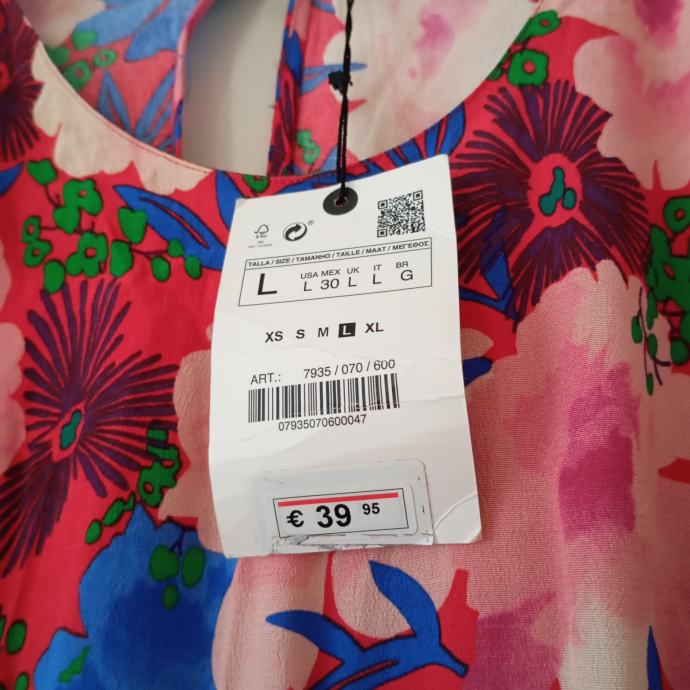 FSC
TALLA / SIZE / TAMANHO / TAILLE / MAAT / ΜΕΓΕΘΟΣ
USA MEX UK IT BR
L L 30 L L G
XS S M L XL
ART.: 7935 / 070 / 600
07935070600047
€ 39 95